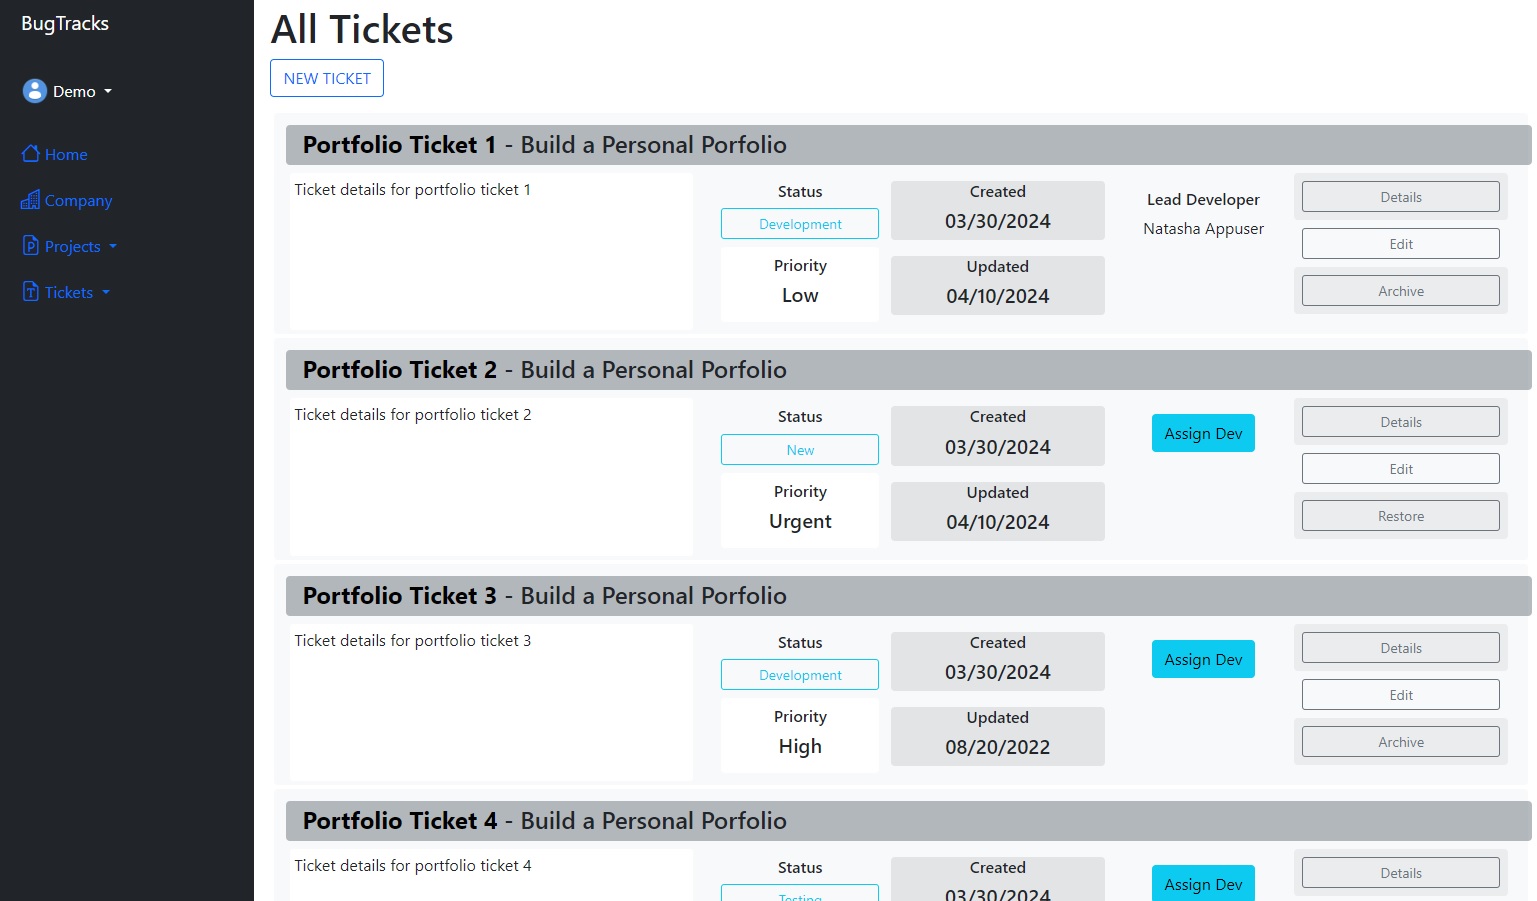 BugTracks
Demo
Home
Company
Projects
Tickets
All Tickets
NEW TICKET
Portfolio Ticket 1 - Build a Personal Porfolio
Ticket details for portfolio ticket 1
Status
Development
Priority
Low
Created
03/30/2024
Updated
04/10/2024
Lead Developer
Natasha Appuser
Details
Edit
Archive
Portfolio Ticket 2 - Build a Personal Porfolio
Ticket details for portfolio ticket 2
Status
New
Priority
Urgent
Created
03/30/2024
Updated
04/10/2024
Assign Dev
Details
Edit
Restore
Portfolio Ticket 3 - Build a Personal Porfolio
Ticket details for portfolio ticket 3
Status
Development
Priority
High
Created
03/30/2024
Updated
08/20/2022
Assign Dev
Details
Edit
Archive
Portfolio Ticket 4 - Build a Personal Porfolio
Ticket details for portfolio ticket 4
Status
Testing
Created
03/30/2024
Assign Dev
Details